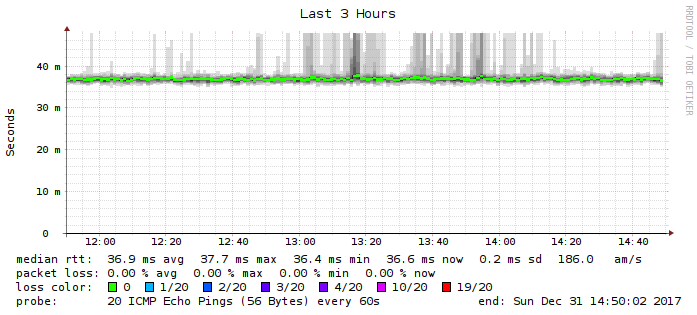 Last 3 Hours
RRDTOOL / TOBI OETIKER
Seconds
40 m
30 m
20 m
10 m
0
12:00 12:20 12:40 13:00 13:20 13:40 14:00 14:20 14:40
median rtt: 36.9 ms avg 37.7 ms max 36.4 ms min 36.6 ms now 0.2 ms sd 186.0 am/s
packet loss: 0.00 % avg 0.00 % max 0.00 % min 0.00 % now
loss color: 0 1/20 2/20 3/20 4/20 10/20 19/20
probe: 20 ICMP Echo Pings (56 Bytes) every 60s end: Sun Dec 31 14:50:02 2017